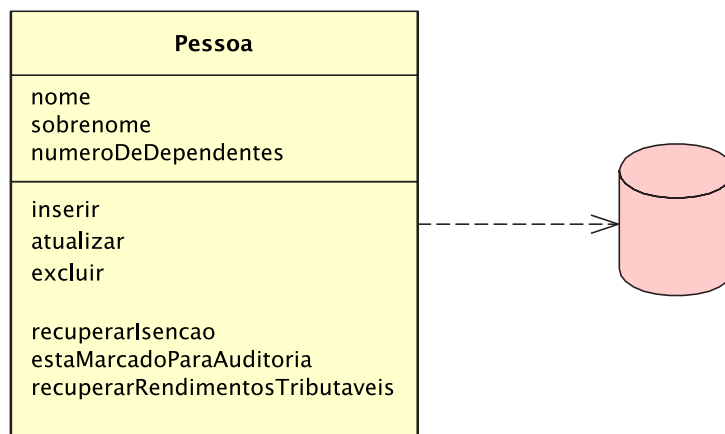 Pessoa
nome
sobrenome
numeroDeDependentes
inserir
atualizar
excluir
recuperarIsencao
estaMarcadoParaAuditoria
recuperarRendimentosTributaveis